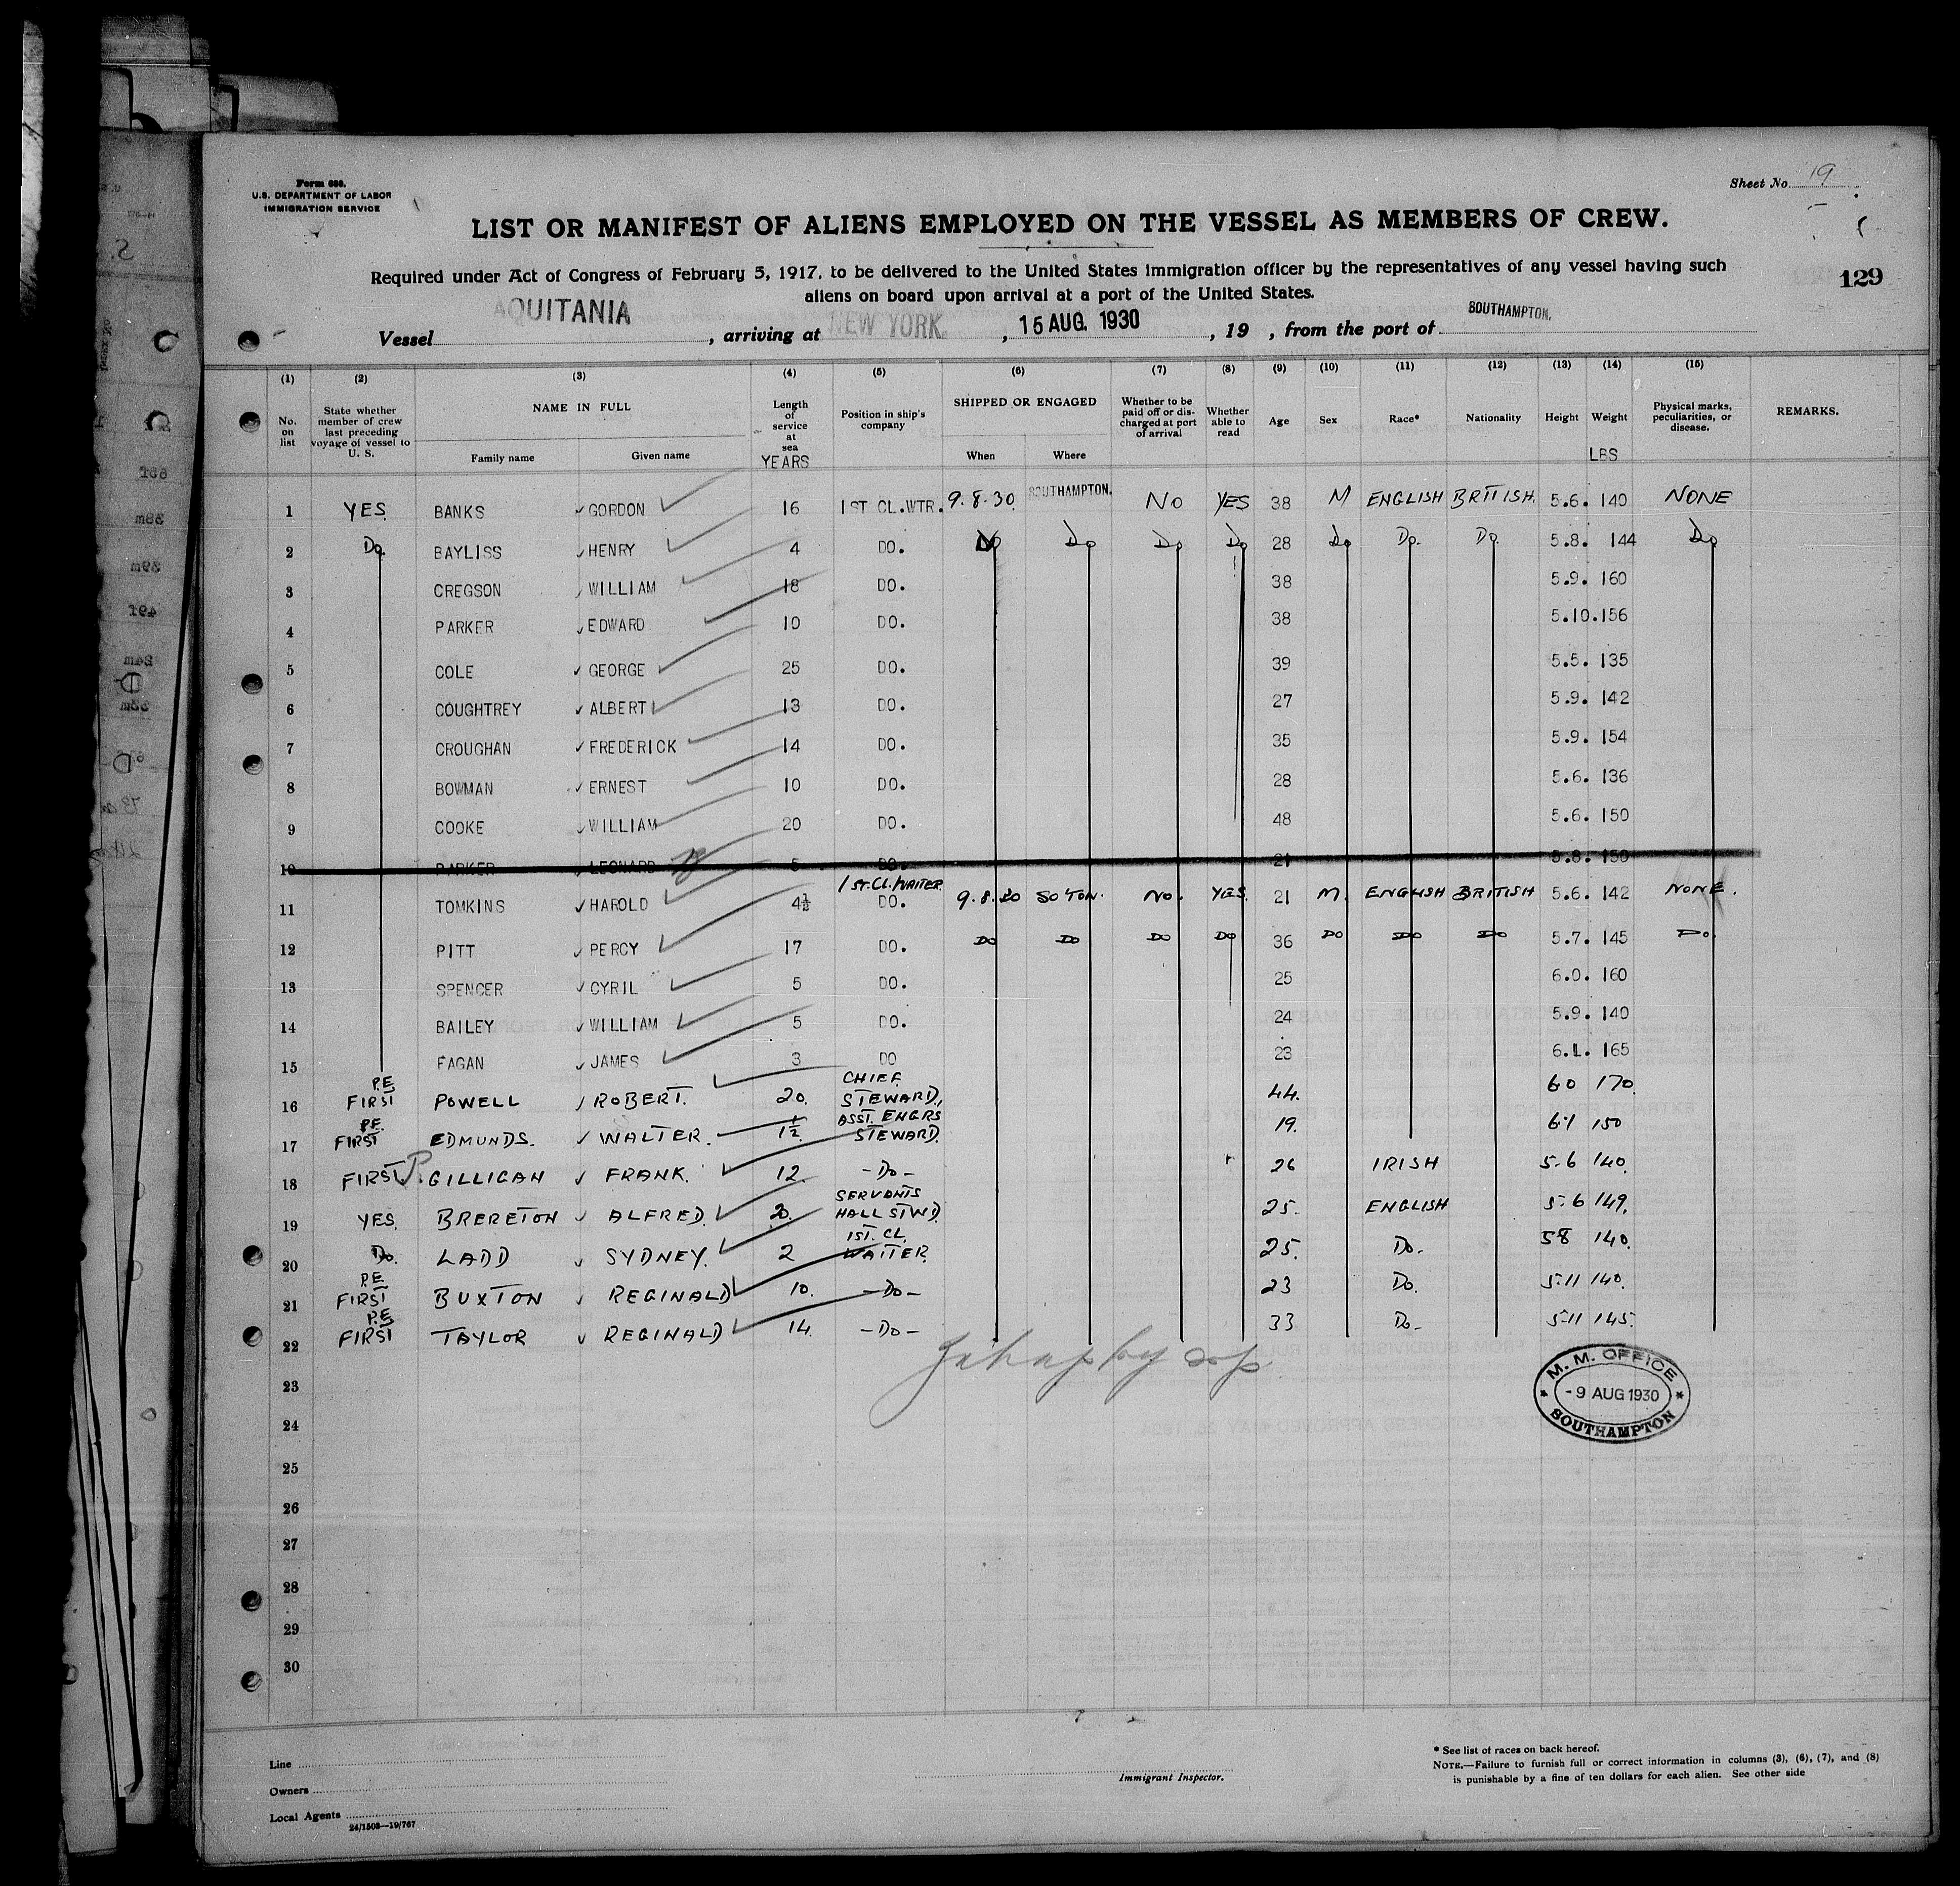 Form 680.
U.S. DEPARTMENT OF LABOR
IMMIGRATION SERVICE
Sheet No. 19
LIST OR MANIFEST OF ALIENS EMPLOYED ON THE VESSEL AS MEMBERS OF CREW.
Required under Act of Congress of February 5, 1917, to be delivered to the United States immigration officer by the representatives of any vessel having such
aliens on board upon arrival at a port of the United States.
129
Vessel AQUITANIA, arriving at NEW YORK, 15 AUG. 1930, 19 , from the port of SOUTHAMPTON.
(1) (2) (3) (4) (5) (6) (7) (8) (9) (10) (11) (12) (13) (14) (15)
No. on list State whether member of crew last preceding voyage of vessel to U. S. NAME IN FULL Family name Given name Length of service at sea YEARS Position in ship's company SHIPPED OR ENGAGED When Where Whether to be paid off or discharged at port of arrival Whether able to read Age Sex Race* Nationality Height Weight LBS Physical marks, peculiarities, or disease. REMARKS.
1 YES. BANKS GORDON 16 1ST CL.WTR. 9.8.30. SOUTHAMPTON. NO YES 38 M ENGLISH BRITISH. 5.6. 140 NONE
2 Do. BAYLISS HENRY 4 DO. Do Do Do Do 28 Do Do. Do. 5.8. 144 Do
3 CREGSON WILLIAM 18 DO. 38 5.9. 160
4 PARKER EDWARD 10 DO. 38 5.10. 156
5 COLE GEORGE 25 DO. 39 5.5. 135
6 COUGHTREY ALBERT 13 DO. 27 5.9. 142
7 CROUGHAN FREDERICK 14 DO. 35 5.9. 154
8 BOWMAN ERNEST 10 DO. 28 5.6. 136
9 COOKE WILLIAM 20 DO. 48 5.6. 150
10 PARKER LEONARD 5 DO. 21 5.8. 150
11 TOMKINS HAROLD 4½ 1ST.CL.WAITER DO. 9.8.30 SO'TON. NO. YES. 21 M. ENGLISH BRITISH 5.6. 142 NONE.
12 PITT PERCY 17 DO. DO DO DO DO 36 DO DO DO 5.7. 145 DO.
13 SPENCER CYRIL 5 DO. 25 6.0. 160
14 BAILEY WILLIAM 5 DO. 24 5.9. 140
15 FAGAN JAMES 3 DO 23 6.1. 165
16 P.E. FIRST POWELL ROBERT. 20. CHIEF. STEWARD. 44. 6.0 170
17 P.E. FIRST EDMUNDS. WALTER. 1½ ASST. ENGRS STEWARD. 19. 6.1 150
18 FIRST GILLIGAN FRANK. 12. -Do- 26 IRISH 5.6 140.
19 YES. BRERETON ALFRED. SERVANTS HALL STWD. 25. ENGLISH 5.6 149.
20 Do. LADD SYDNEY. 2 1ST. CL. WAITER. 25. Do. 58 140.
21 P.E. FIRST BUXTON REGINALD 10. -Do- 23 Do. 5.11 140.
22 P.E. FIRST TAYLOR REGINALD 14. -Do- 33 Do. 5.11 145.
M. M. OFFICE
- 9 AUG 1930
SOUTHAMPTON
23
24
25
26
27
28
29
30
Line
Owners
Local Agents
24/1508—19/767
Immigrant Inspector.
* See list of races on back hereof.
NOTE.—Failure to furnish full or correct information in columns (3), (6), (7), and (8)
is punishable by a fine of ten dollars for each alien. See other side